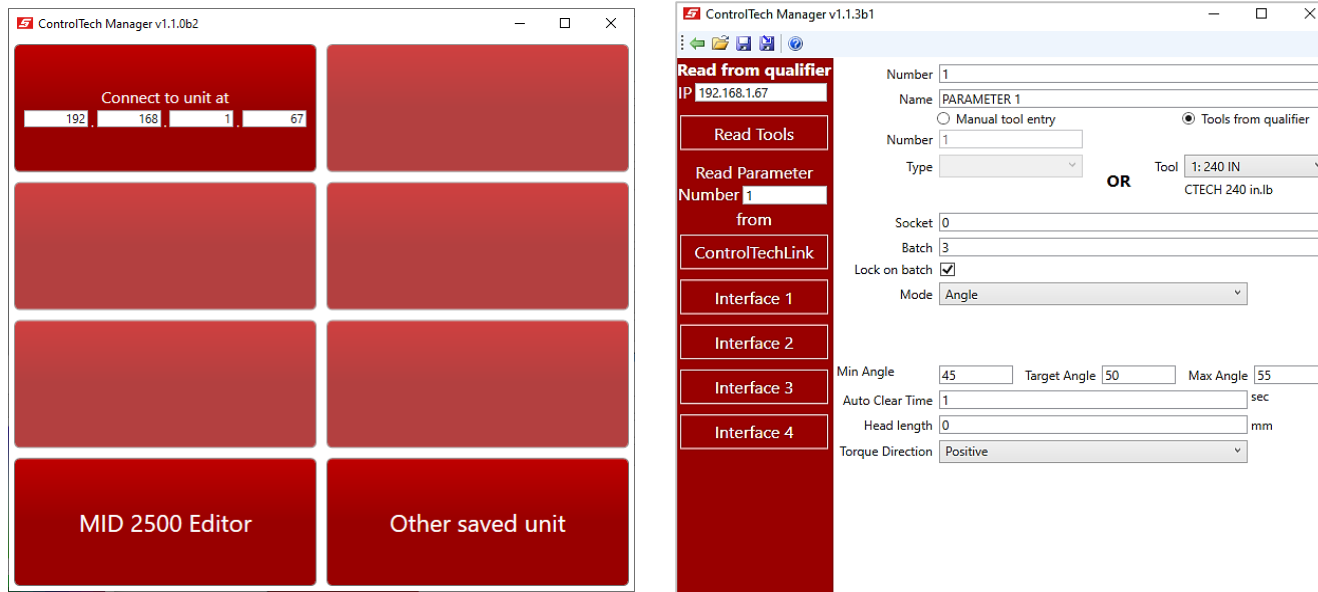 ControlTech Manager v1.1.0b2
Connect to unit at
192 . 168 . 1 . 67
MID 2500 Editor
Other saved unit
ControlTech Manager v1.1.3b1
Read from qualifier
IP 192.168.1.67
Read Tools
Read Parameter
Number 1
from
ControlTechLink
Interface 1
Interface 2
Interface 3
Interface 4
Number 1
Name PARAMETER 1
Manual tool entry
Tools from qualifier
Number 1
Type
OR
Tool 1: 240 IN
CTECH 240 in.lb
Socket 0
Batch 3
Lock on batch
Mode Angle
Min Angle 45 Target Angle 50 Max Angle 55
Auto Clear Time 1 sec
Head length 0 mm
Torque Direction Positive